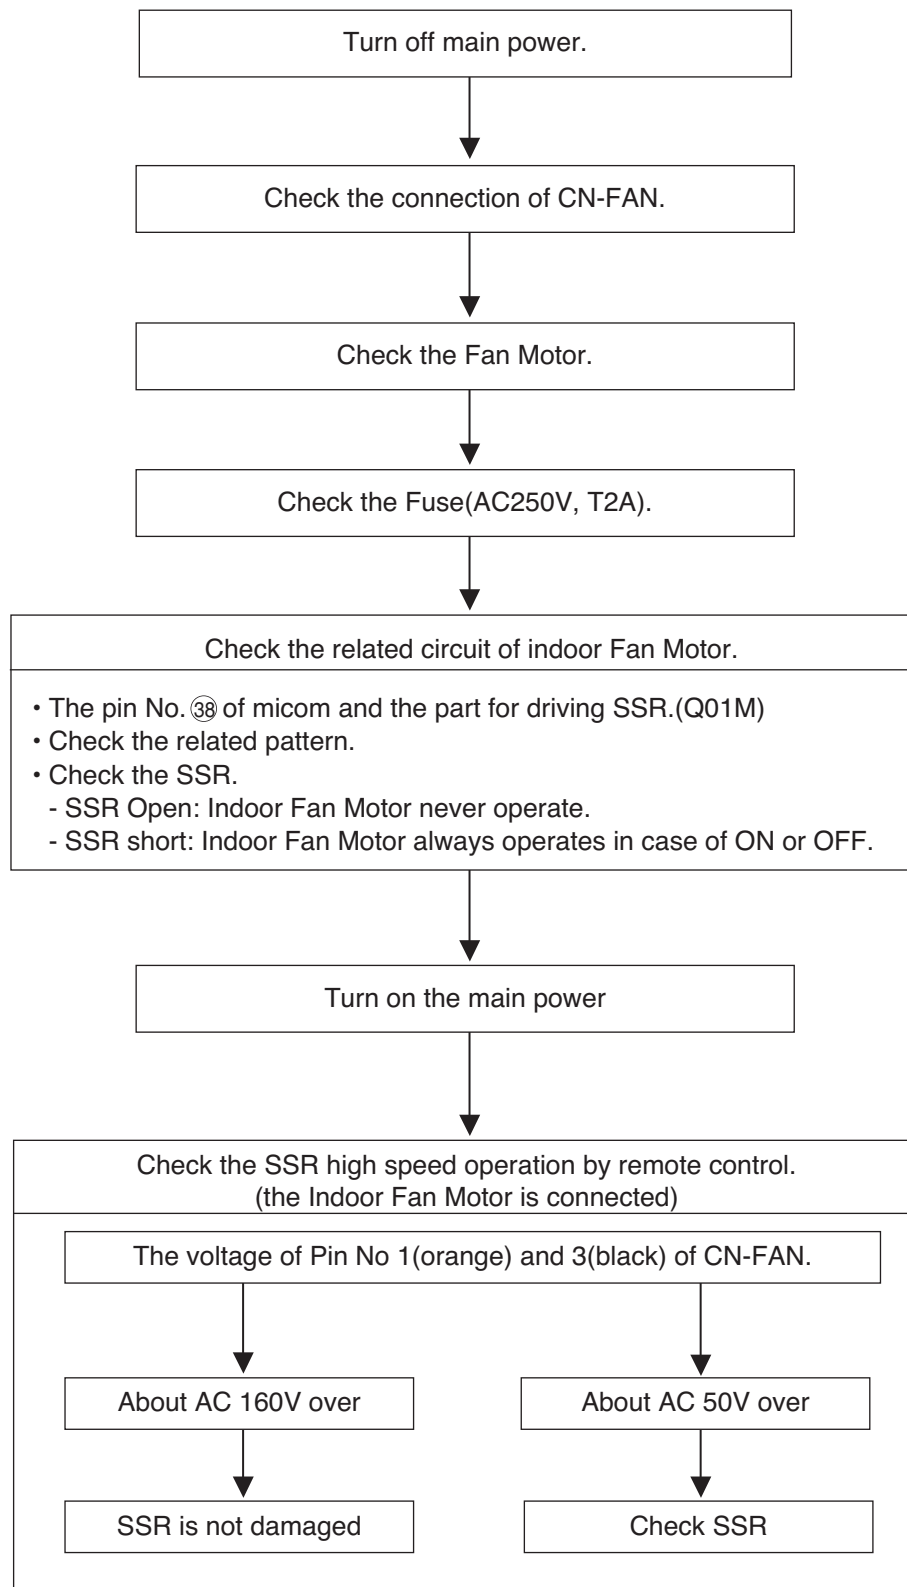 Turn off main power.
Check the connection of CN-FAN.
Check the Fan Motor.
Check the Fuse(AC250V, T2A).
Check the related circuit of indoor Fan Motor.
• The pin No. ㊳ of micom and the part for driving SSR.(Q01M)
• Check the related pattern.
• Check the SSR.
- SSR Open: Indoor Fan Motor never operate.
- SSR short: Indoor Fan Motor always operates in case of ON or OFF.
Turn on the main power
Check the SSR high speed operation by remote control.
(the Indoor Fan Motor is connected)
The voltage of Pin No 1(orange) and 3(black) of CN-FAN.
About AC 160V over
About AC 50V over
SSR is not damaged
Check SSR